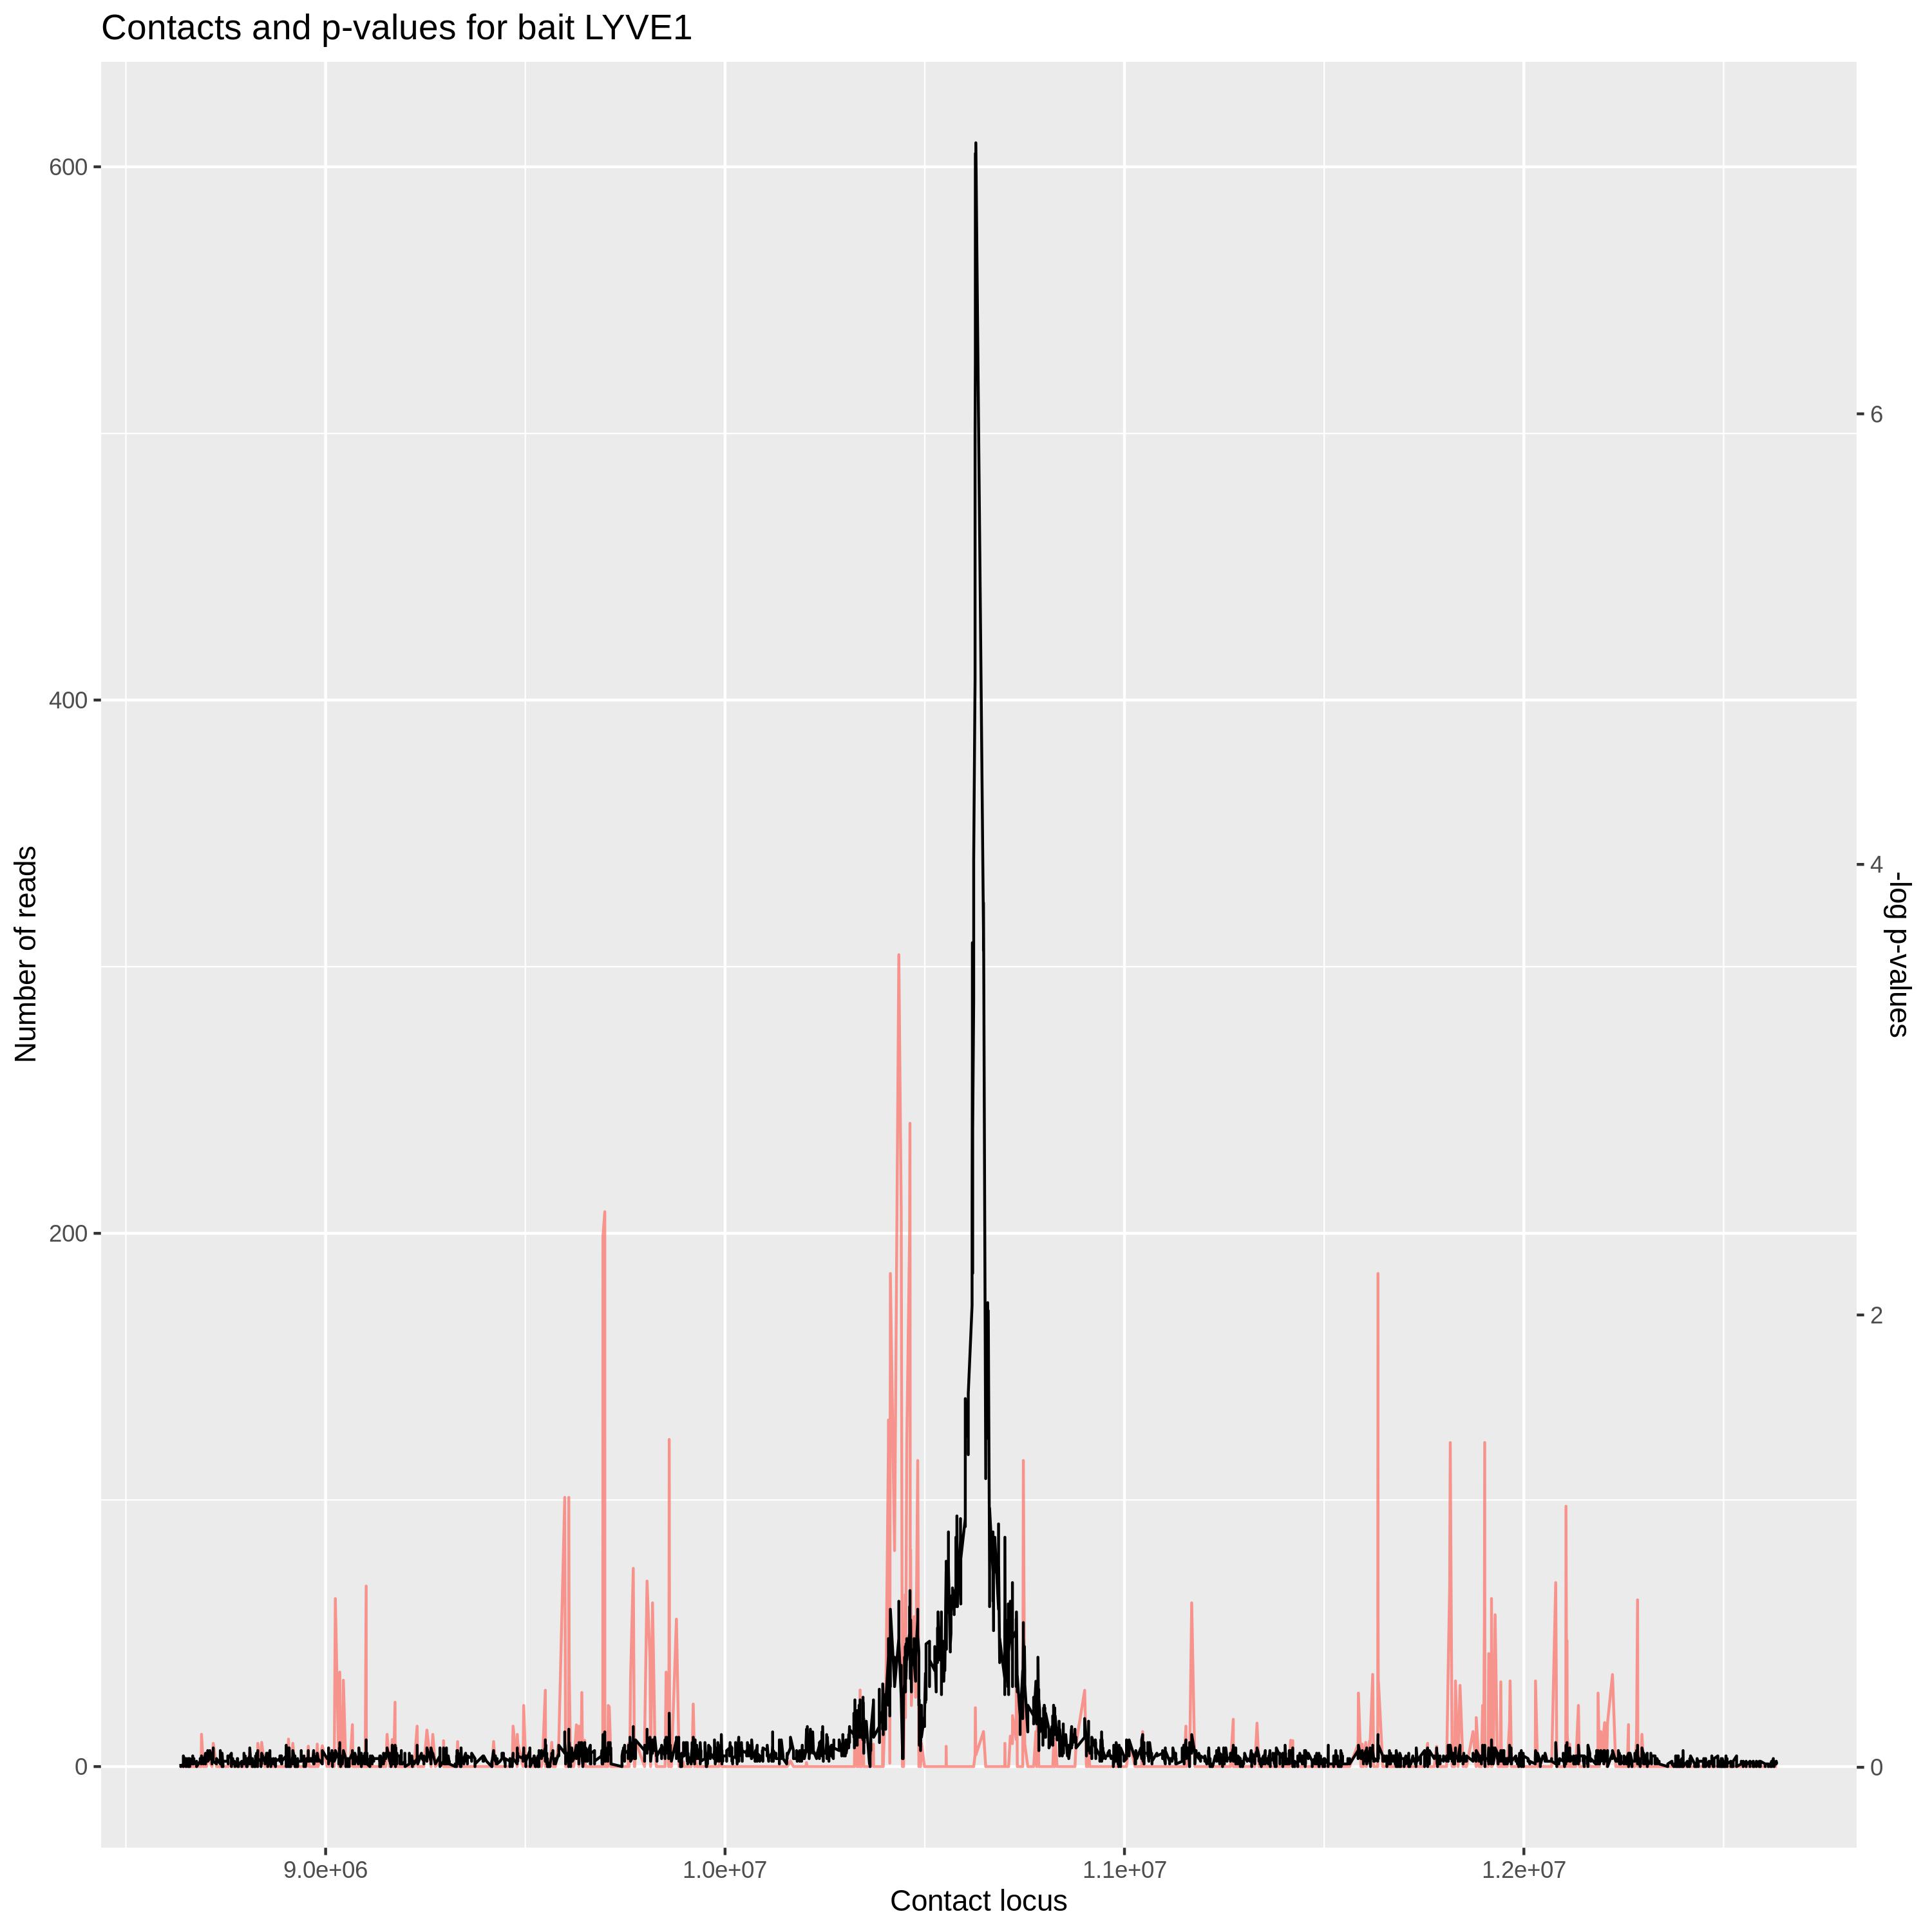 Contacts and p-values for bait LYVE1
600
400
200
0
Number of reads
6
4
2
0
-log p-values
9.0e+06
1.0e+07
1.1e+07
1.2e+07
Contact locus